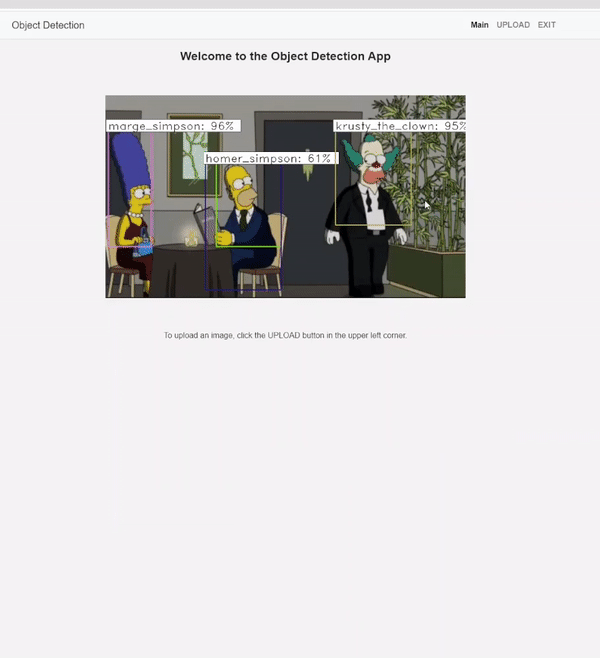 Object Detection
Main UPLOAD EXIT
Welcome to the Object Detection App
marge_simpson: 96%
krusty_the_clown: 95%
homer_simpson: 61%
To upload an image, click the UPLOAD button in the upper left corner.